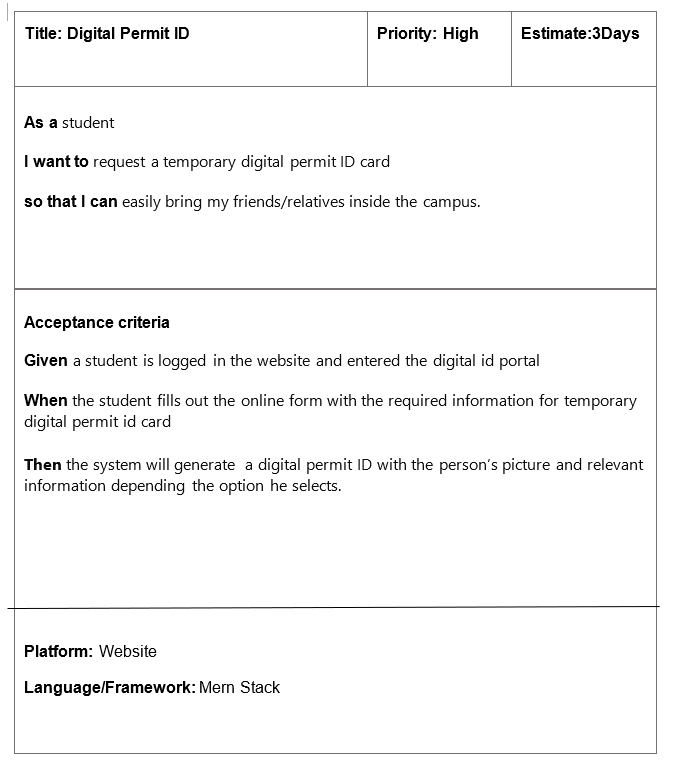 Title: Digital Permit ID
Priority: High
Estimate:3Days
As a student
I want to request a temporary digital permit ID card
so that I can easily bring my friends/relatives inside the campus.
Acceptance criteria
Given a student is logged in the website and entered the digital id portal
When the student fills out the online form with the required information for temporary
digital permit id card
Then the system will generate a digital permit ID with the person's picture and relevant
information depending the option he selects.
Platform: Website
Language/Framework: Mern Stack